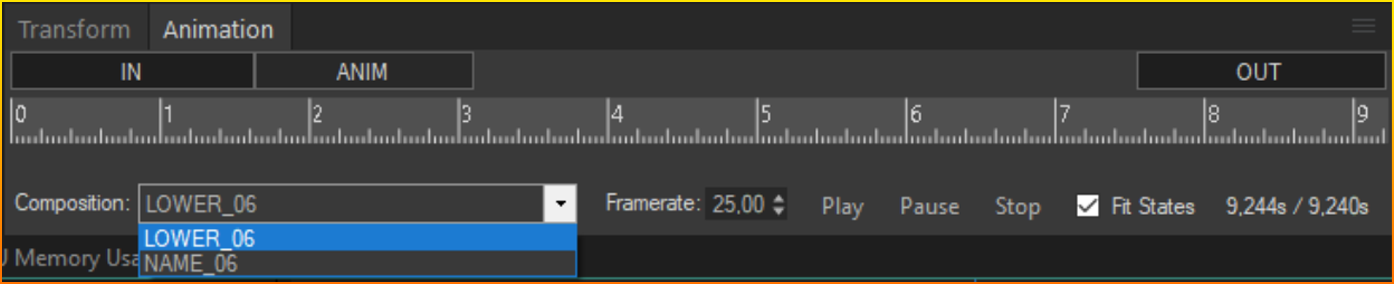 Transform Animation
IN ANIM OUT
0 1 2 3 4 5 6 7 8 9
Composition: LOWER_06 Framerate: 25,00 Play Pause Stop Fit States 9,244s / 9,240s
LOWER_06
U Memory Usa
NAME_06